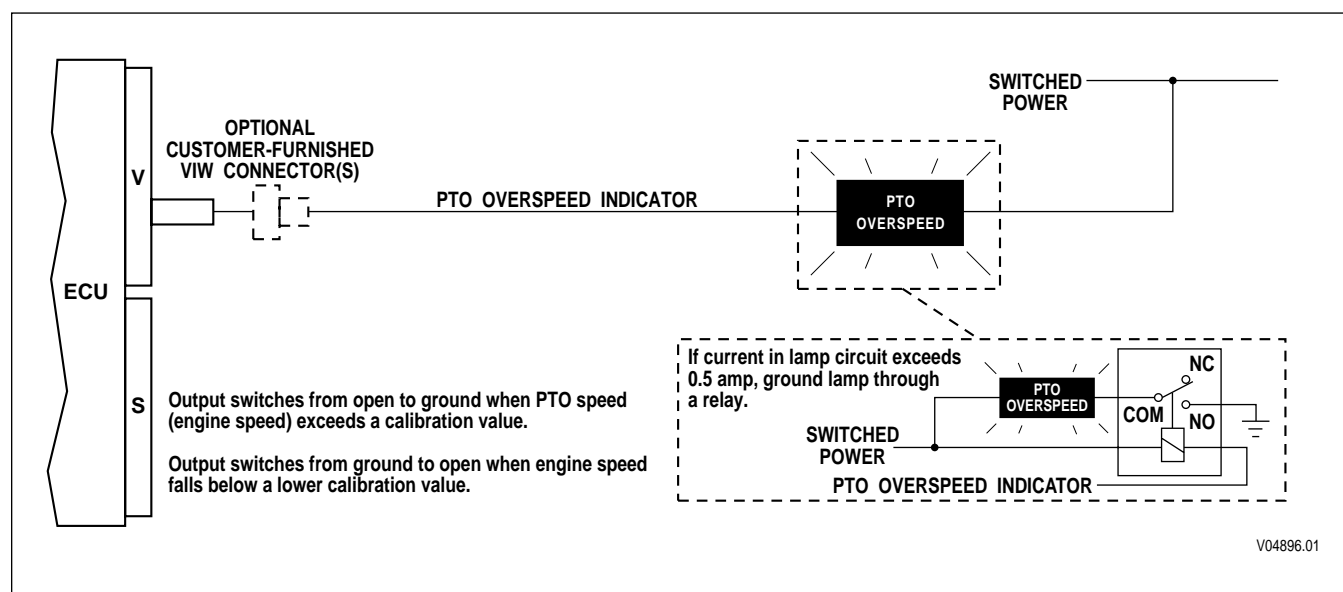 SWITCHED
POWER
OPTIONAL
CUSTOMER-FURNISHED
VIW CONNECTOR(S)
V
PTO OVERSPEED INDICATOR
PTO
OVERSPEED
ECU
S
Output switches from open to ground when PTO speed
(engine speed) exceeds a calibration value.
Output switches from ground to open when engine speed
falls below a lower calibration value.
If current in lamp circuit exceeds
0.5 amp, ground lamp through
a relay.
PTO
OVERSPEED
NC
COM
NO
SWITCHED
POWER
PTO OVERSPEED INDICATOR
V04896.01